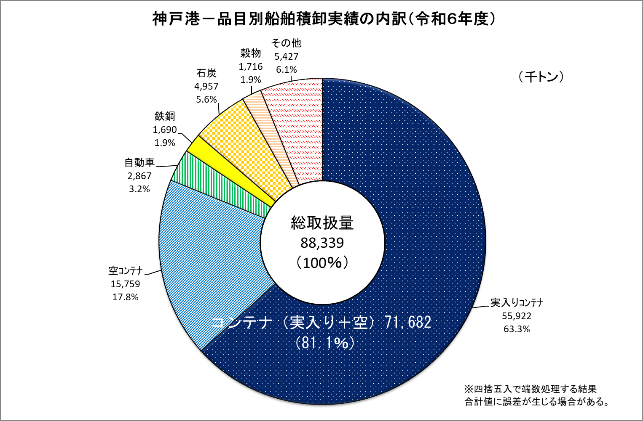 神戸港－品目別船舶積卸実績の内訳（令和６年度）
（千トン）
その他
5,427
6.1%
穀物
1,716
1.9%
石炭
4,957
5.6%
鉄鋼
1,690
1.9%
自動車
2,867
3.2%
空ｺﾝﾃﾅ
15,759
17.8%
総取扱量
88,339
（100％）
コンテナ（実入り＋空）71,682
（81.1％）
実入りｺﾝﾃﾅ
55,922
63.3%
※四捨五入で端数処理する結果
合計値に誤差が生じる場合がある。